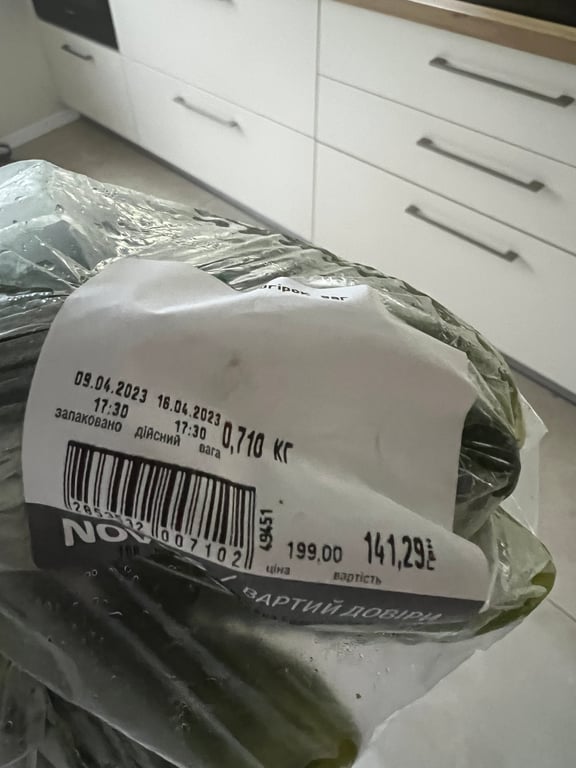 09.04.2023 16.04.2023
17:30 17:30 0,710 КГ
запаковано дійсний вага
007102
49451
199,00 141,29
ціна вартість
ВАРТИЙ ДОВІРИ